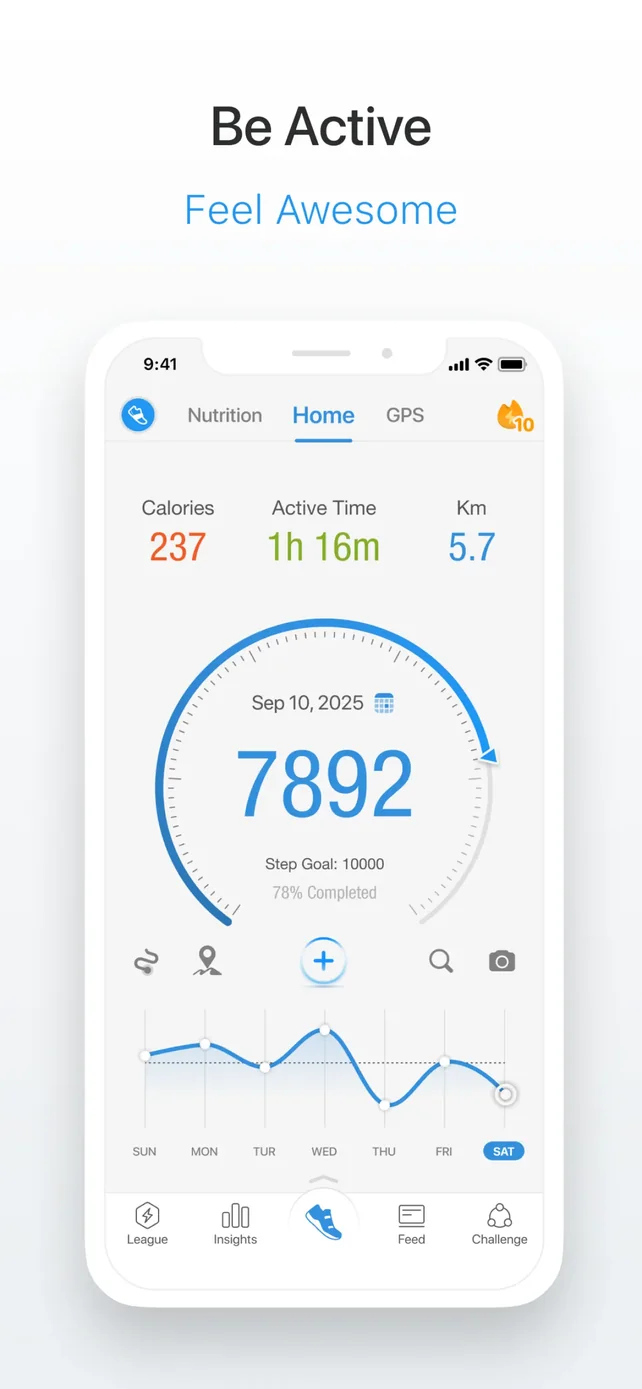 Be Active
Feel Awesome
9:41
Nutrition Home GPS
10
Calories Active Time Km
237 1h 16m 5.7
Sep 10, 2025
7892
Step Goal: 10000
78% Completed
SUN MON TUR WED THU FRI SAT
League Insights Feed Challenge